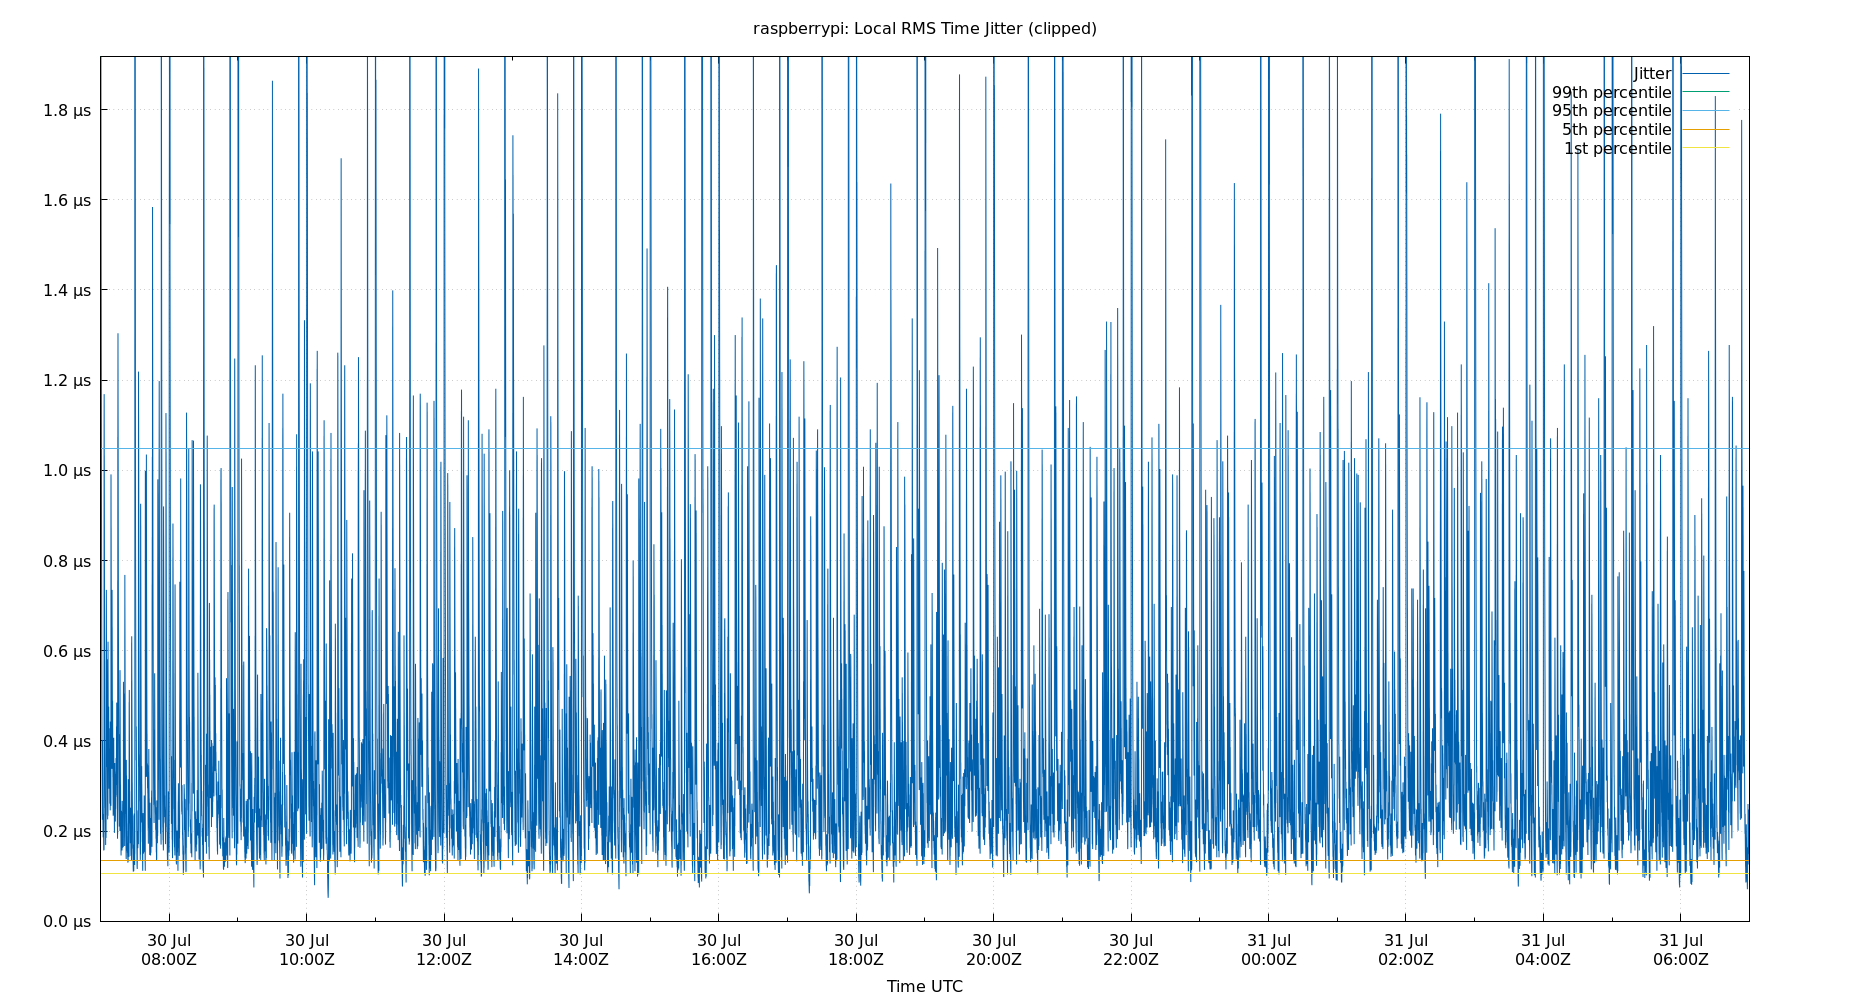 raspberrypi: Local RMS Time Jitter (clipped)
Jitter
99th percentile
95th percentile
5th percentile
1st percentile
1.8 µs
1.6 µs
1.4 µs
1.2 µs
1.0 µs
0.8 µs
0.6 µs
0.4 µs
0.2 µs
0.0 µs
30 Jul 30 Jul 30 Jul 30 Jul 30 Jul 30 Jul 30 Jul 30 Jul 31 Jul 31 Jul 31 Jul 31 Jul
08:00Z 10:00Z 12:00Z 14:00Z 16:00Z 18:00Z 20:00Z 22:00Z 00:00Z 02:00Z 04:00Z 06:00Z
Time UTC